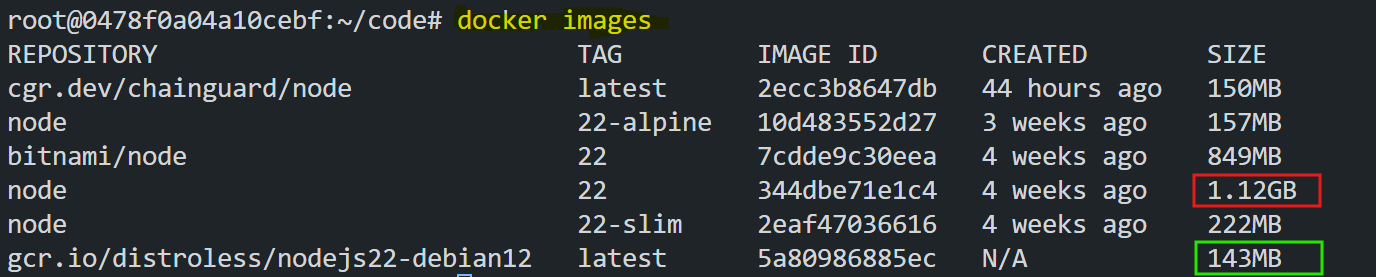 root@0478f0a04a10cebf:~/code# docker images
REPOSITORY TAG IMAGE ID CREATED SIZE
cgr.dev/chainguard/node latest 2ecc3b8647db 44 hours ago 150MB
node 22-alpine 10d483552d27 3 weeks ago 157MB
bitnami/node 22 7cdde9c30eea 4 weeks ago 849MB
node 22 344dbe71e1c4 4 weeks ago 1.12GB
node 22-slim 2eaf47036616 4 weeks ago 222MB
gcr.io/distroless/nodejs22-debian12 latest 5a80986885ec N/A 143MB